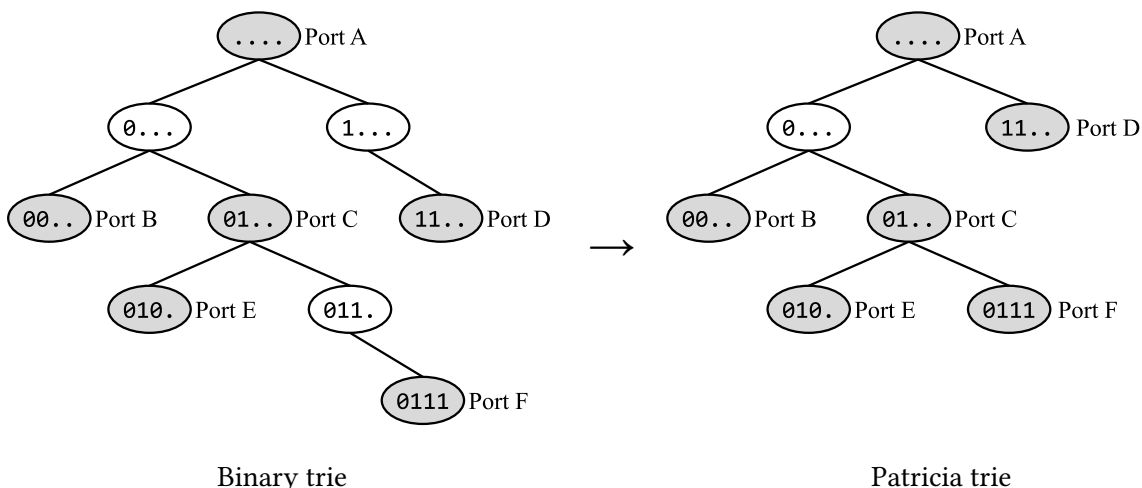 .... Port A
0... 1...
00.. Port B 01.. Port C 11.. Port D
010. Port E 011.
0111 Port F
Binary trie
→
.... Port A
0... 11.. Port D
00.. Port B 01.. Port C
010. Port E 0111 Port F
Patricia trie